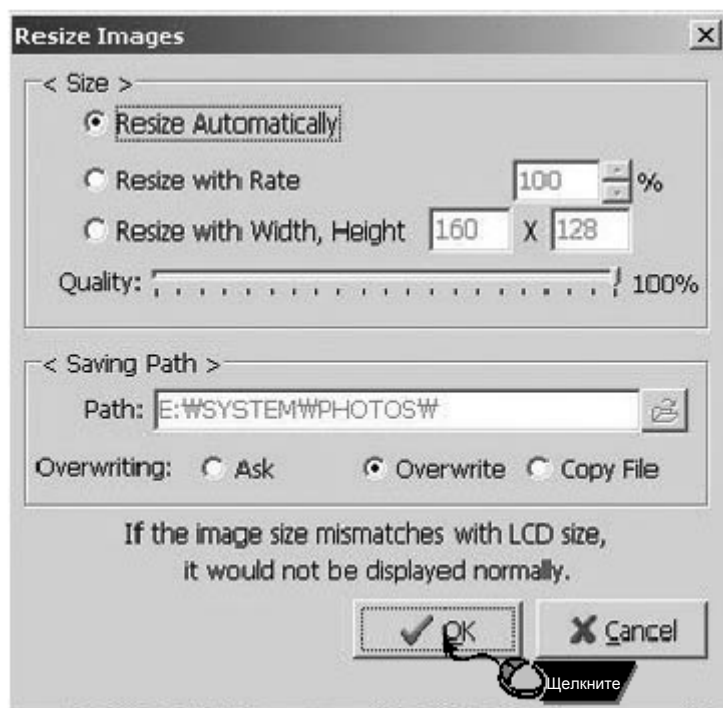 Resize Images
< Size >
Resize Automatically
Resize with Rate 100 %
Resize with Width, Height 160 X 128
Quality: 100%
< Saving Path >
Path: E:₩SYSTEM₩PHOTOS₩
Overwriting: Ask Overwrite Copy File
If the image size mismatches with LCD size,
it would not be displayed normally.
OK Cancel
Щелкните